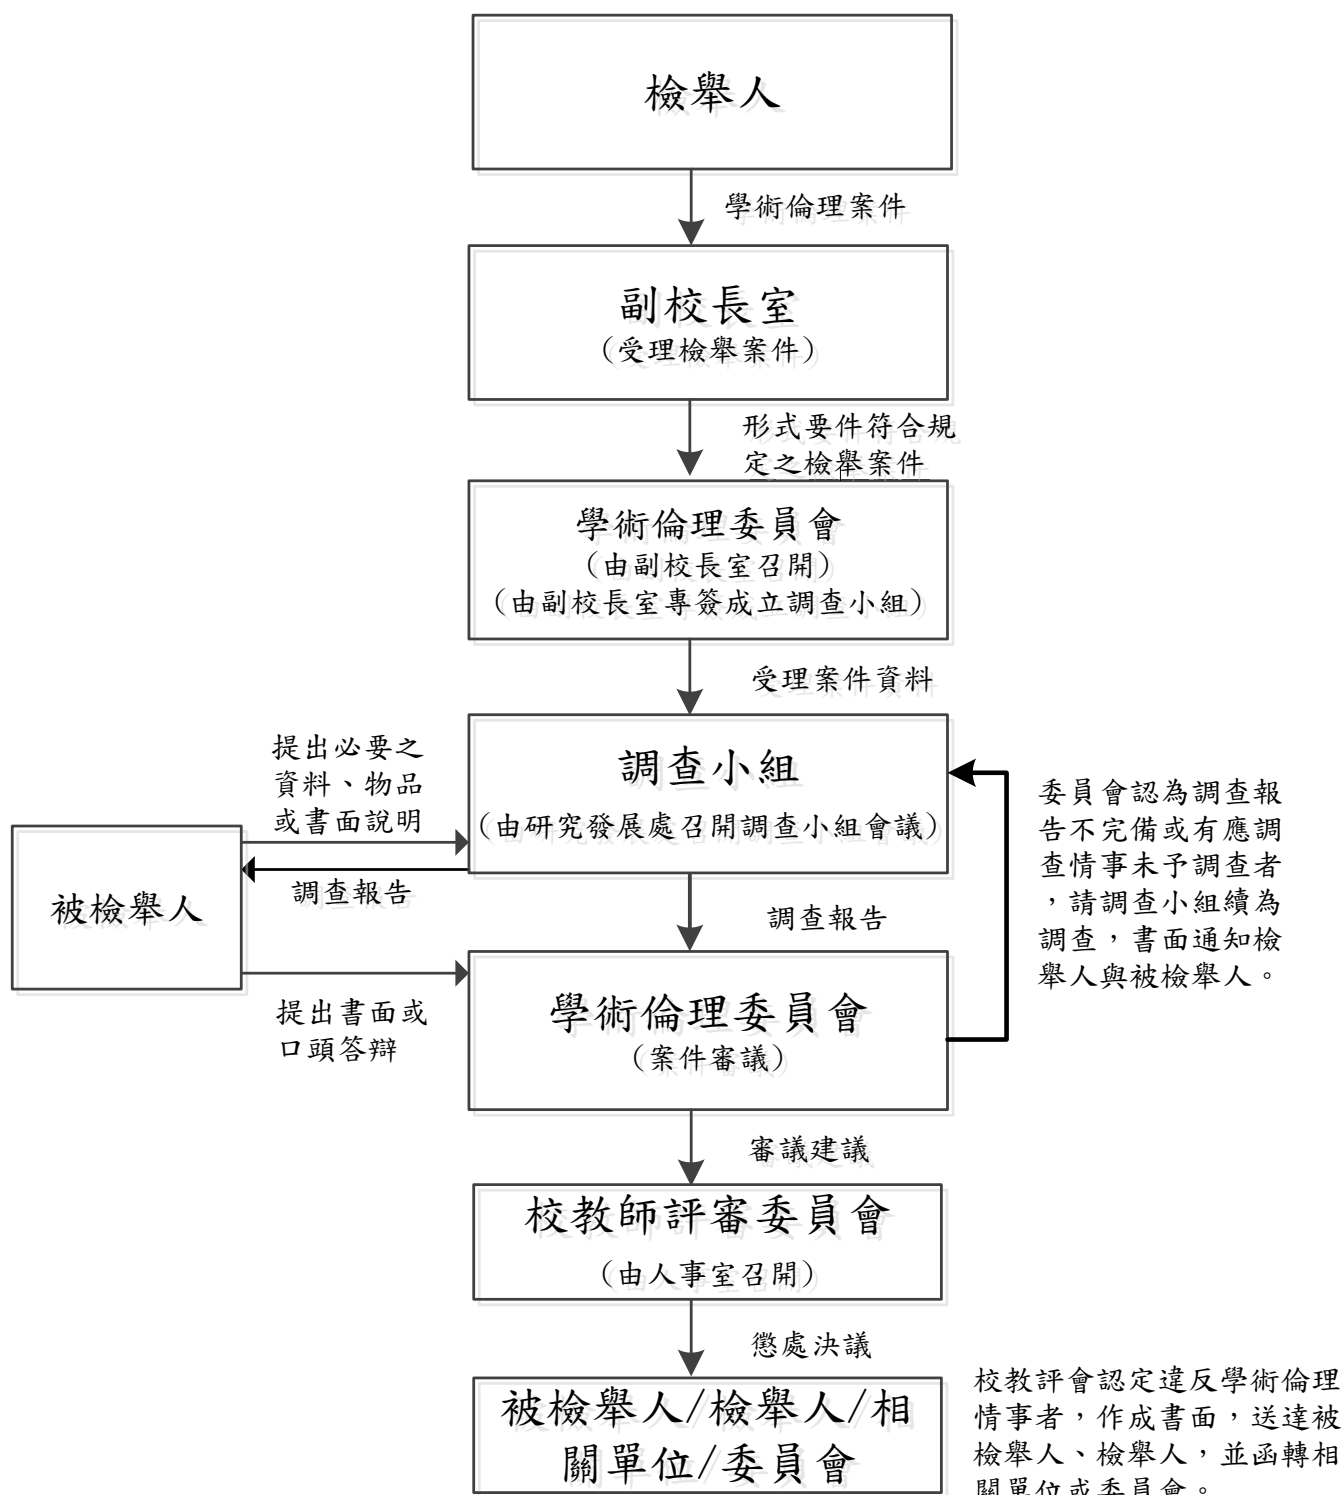 檢舉人
學術倫理案件
副校長室
（受理檢舉案件）
形式要件符合規
定之檢舉案件
學術倫理委員會
（由副校長室召開）
（由副校長室專簽成立調查小組）
受理案件資料
提出必要之
資料、物品
或書面說明
調查小組
（由研究發展處召開調查小組會議）
委員會認為調查報
告不完備或有應調
查情事未予調查者
，請調查小組續為
調查，書面通知檢
舉人與被檢舉人。
被檢舉人
調查報告
調查報告
提出書面或
口頭答辯
學術倫理委員會
（案件審議）
審議建議
校教師評審委員會
（由人事室召開）
懲處決議
被檢舉人/檢舉人/相
關單位/委員會
校教評會認定違反學術倫理
情事者，作成書面，送達被
檢舉人、檢舉人，並函轉相
關單位或委員會。